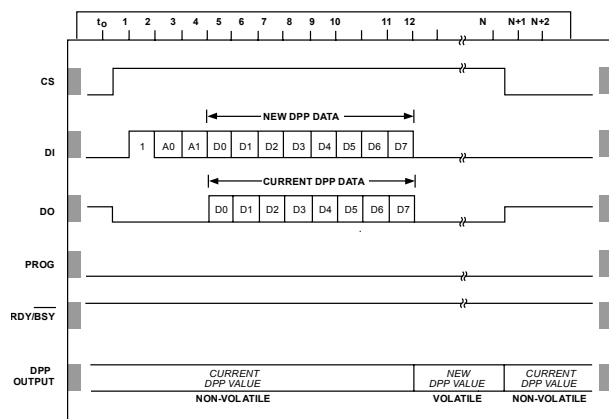 to 1 2 3 4 5 6 7 8 9 10 11 12 N N+1 N+2
CS
NEW DPP DATA
DI 1 A0 A1 D0 D1 D2 D3 D4 D5 D6 D7
CURRENT DPP DATA
DO D0 D1 D2 D3 D4 D5 D6 D7
PROG
RDY/BSY
DPP OUTPUT
CURRENT DPP VALUE
NON-VOLATILE
NEW DPP VALUE
VOLATILE
CURRENT DPP VALUE
NON-VOLATILE